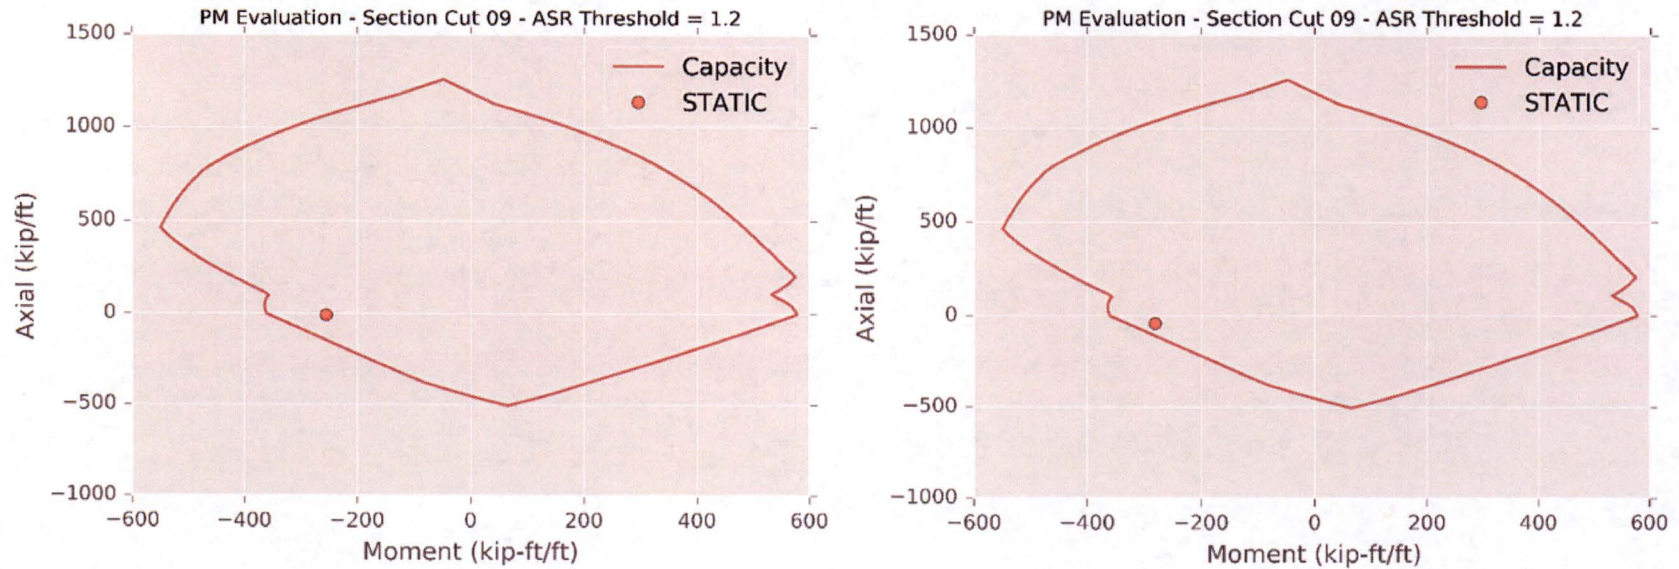 PM Evaluation - Section Cut 09 - ASR Threshold = 1.2
1500
1000
500
0
−500
−1000
Axial (kip/ft)
Capacity
STATIC
−600
−400
−200
0
200
400
600
Moment (kip-ft/ft)
PM Evaluation - Section Cut 09 - ASR Threshold = 1.2
1500
1000
500
0
−500
−1000
Axial (kip/ft)
Capacity
STATIC
−600
−400
−200
0
200
400
600
Moment (kip-ft/ft)